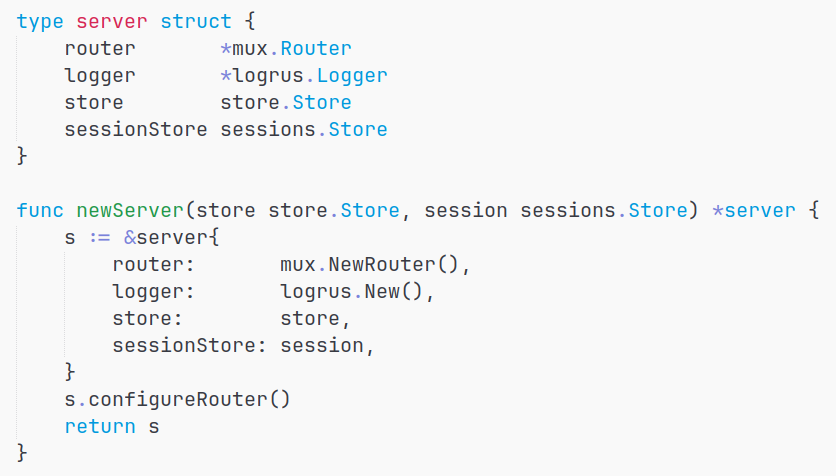 type server struct {
    router       *mux.Router
    logger       *logrus.Logger
    store        store.Store
    sessionStore sessions.Store
}

func newServer(store store.Store, session sessions.Store) *server {
    s := &server{
        router:       mux.NewRouter(),
        logger:       logrus.New(),
        store:        store,
        sessionStore: session,
    }
    s.configureRouter()
    return s
}